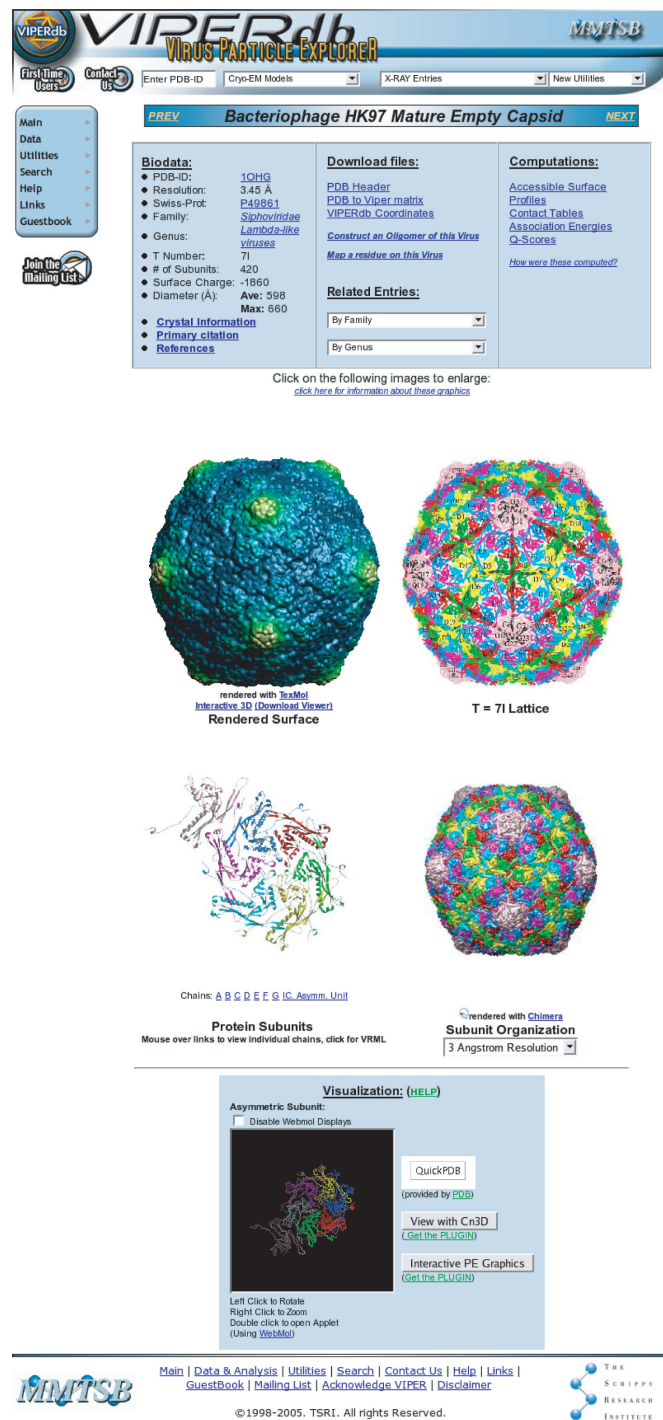 VIPERdb
VIPERdb
VIRUS PARTICLE EXPLORER
MMTSB
First Time Users
Contact Us
Enter PDB-ID
Cryo-EM Models
X-RAY Entries
New Utilities
Main
Data
Utilities
Search
Help
Links
Guestbook
Join the Mailing List
PREV
Bacteriophage HK97 Mature Empty Capsid
NEXT
Biodata:
PDB-ID: 1OHG
Resolution: 3.45 Å
Swiss-Prot: P49861
Family: Siphoviridae
Genus: Lambda-like viruses
T Number: 7l
# of Subunits: 420
Surface Charge: -1860
Diameter (Å): Ave: 598
Max: 660
Crystal Information
Primary citation
References
Download files:
PDB Header
PDB to Viper matrix
VIPERdb Coordinates
Construct an Oligomer of this Virus
Map a residue on this Virus
Related Entries:
By Family
By Genus
Computations:
Accessible Surface
Profiles
Contact Tables
Association Energies
Q-Scores
How were these computed?
Click on the following images to enlarge:
click here for information about these graphics
rendered with TexMol
Interactive 3D (Download Viewer)
Rendered Surface
T = 7l Lattice
Chains: A B C D E F G IC. Asymm. Unit
Protein Subunits
Mouse over links to view individual chains, click for VRML
rendered with Chimera
Subunit Organization
3 Angstrom Resolution
Visualization: (HELP)
Asymmetric Subunit:
Disable Webmol Displays
QuickPDB
(provided by PDB)
View with Cn3D
( Get the PLUGIN)
Interactive PE Graphics
(Get the PLUGIN)
Left Click to Rotate
Right Click to Zoom
Double click to open Applet
(Using WebMol)
MMTSB
Main | Data & Analysis | Utilities | Search | Contact Us | Help | Links |
GuestBook | Mailing List | Acknowledge VIPER | Disclaimer
©1998-2005. TSRI. All rights Reserved.
THE
SCRIPPS
RESEARCH
INSTITUTE